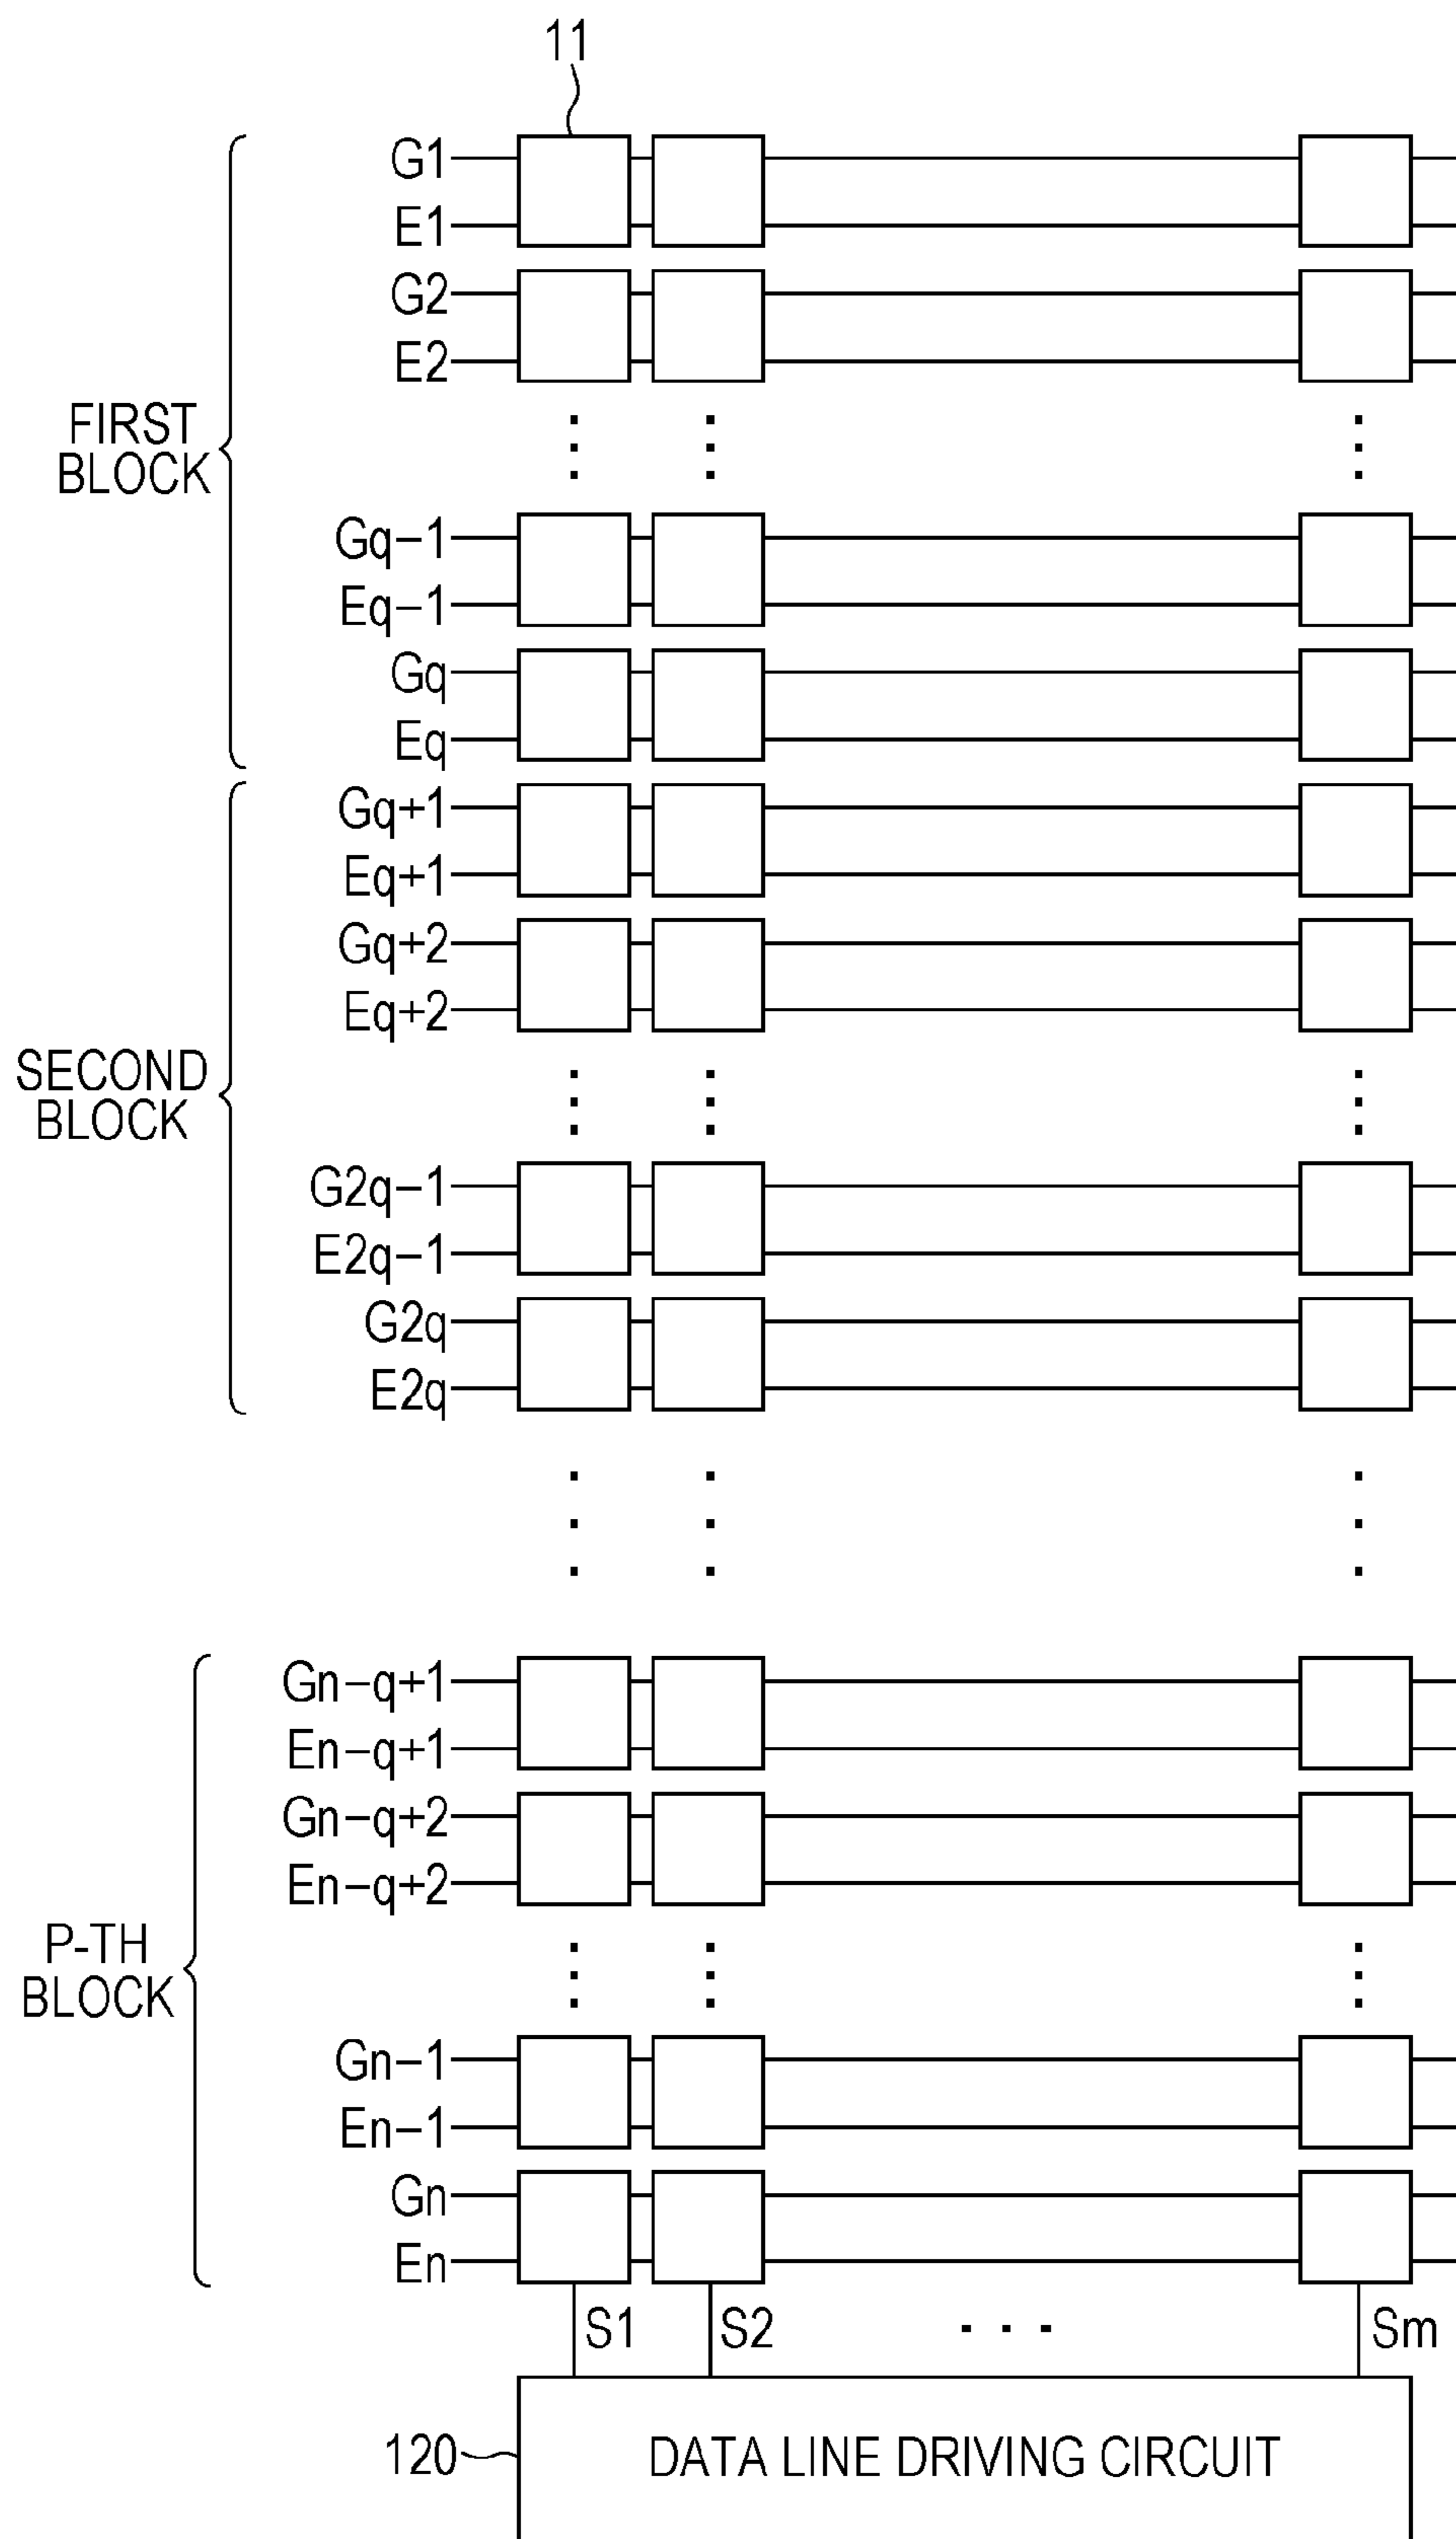 11
G1
E1
G2
E2
FIRST
BLOCK
Gq−1
Eq−1
Gq
Eq
Gq+1
Eq+1
Gq+2
Eq+2
SECOND
BLOCK
G2q−1
E2q−1
G2q
E2q
Gn−q+1
En−q+1
Gn−q+2
En−q+2
P-TH
BLOCK
Gn−1
En−1
Gn
En
S1 S2 ... Sm
120 DATA LINE DRIVING CIRCUIT